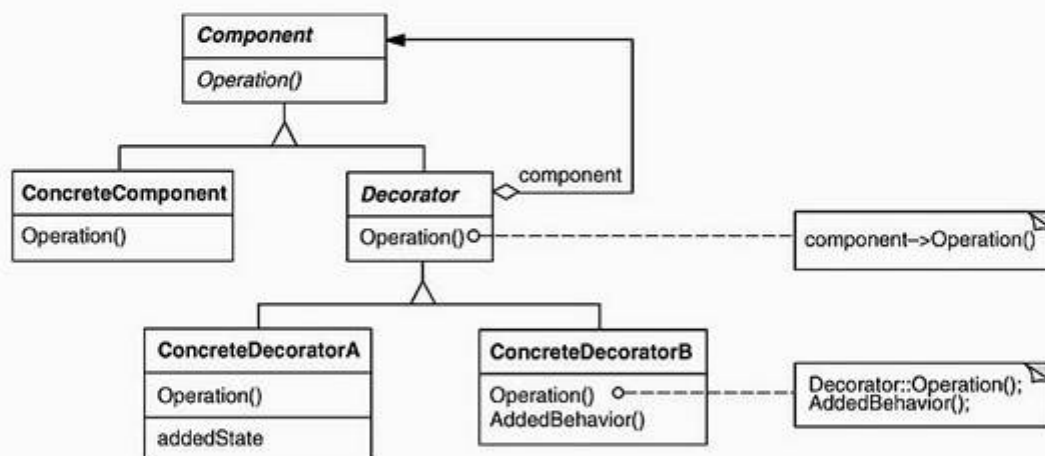 Component
Operation()
component
ConcreteComponent
Operation()
Decorator
Operation()
component–>Operation()
ConcreteDecoratorA
Operation()
addedState
ConcreteDecoratorB
Operation()
AddedBehavior()
Decorator::Operation();
AddedBehavior();